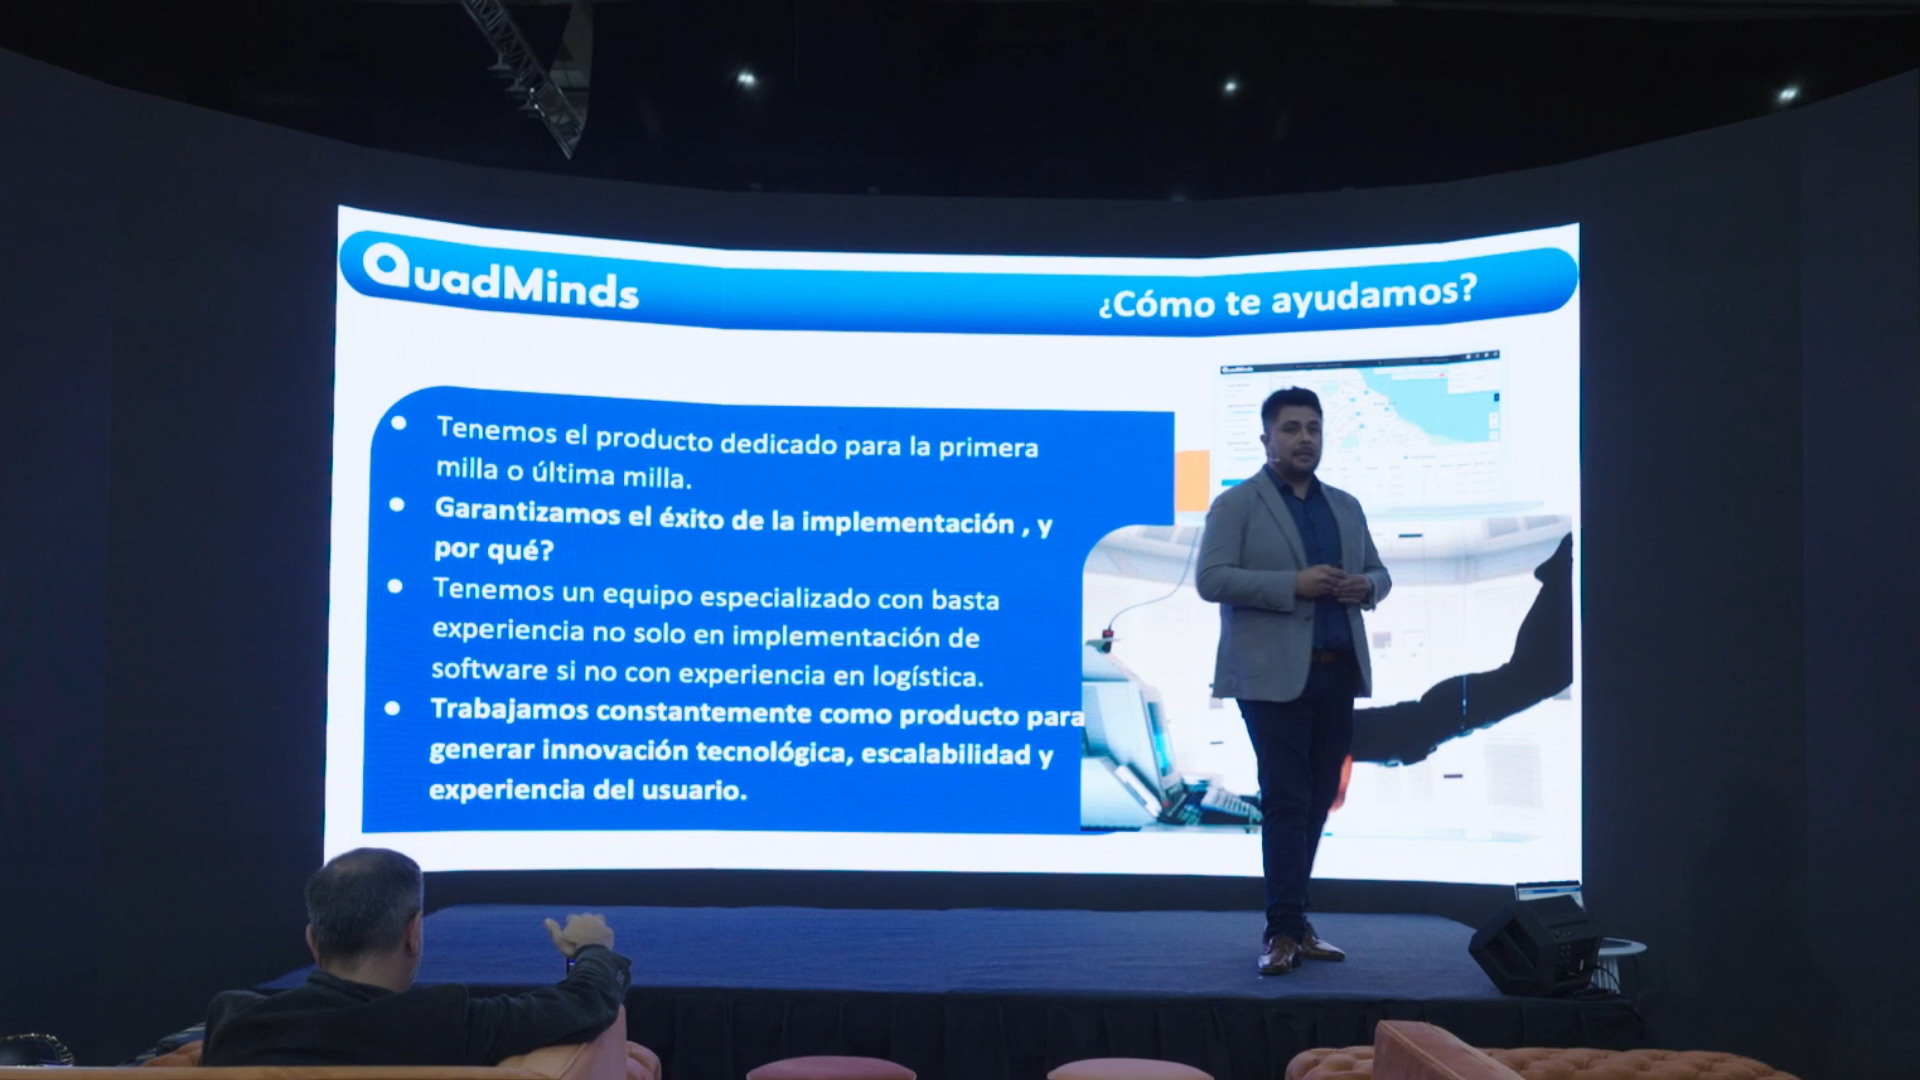 QuadMinds
¿Cómo te ayudamos?
QuadMinds
Tenemos el producto dedicado para la primera
milla o última milla.
Garantizamos el éxito de la implementación , y
por qué?
Tenemos un equipo especializado con basta
experiencia no solo en implementación de
software si no con experiencia en logística.
Trabajamos constantemente como producto para
generar innovación tecnológica, escalabilidad y
experiencia del usuario.